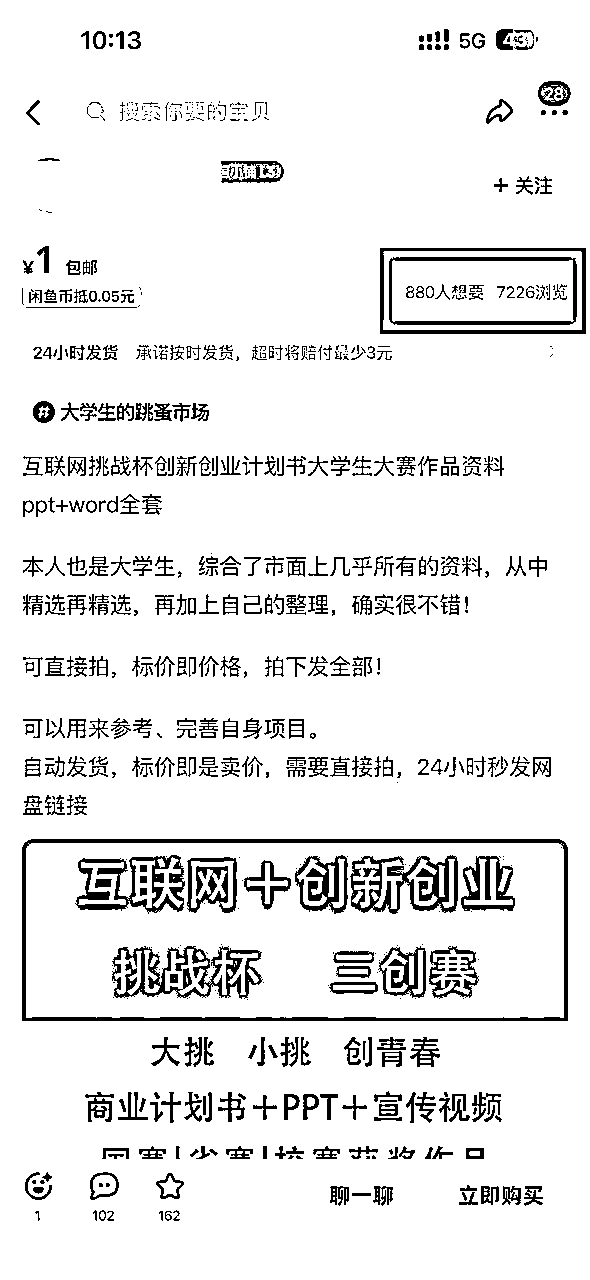 10:13
5G 43
搜索你要的宝贝
28
+ 关注
¥1 包邮
880人想要 7226浏览
闲鱼币抵0.05元
24小时发货 承诺按时发货，超时将赔付最少3元
# 大学生的跳蚤市场
互联网挑战杯创新创业计划书大学生大赛作品资料
ppt+word全套
本人也是大学生，综合了市面上几乎所有的资料，从中
精选再精选，再加上自己的整理，确实很不错！
可直接拍，标价即价格，拍下发全部！
可以用来参考、完善自身项目。
自动发货，标价即是卖价，需要直接拍，24小时秒发网
盘链接
互联网＋创新创业
挑战杯 三创赛
大挑 小挑 创青春
商业计划书＋PPT＋宣传视频
国赛|省赛|校赛获奖作品
1 102 162
聊一聊 立即购买